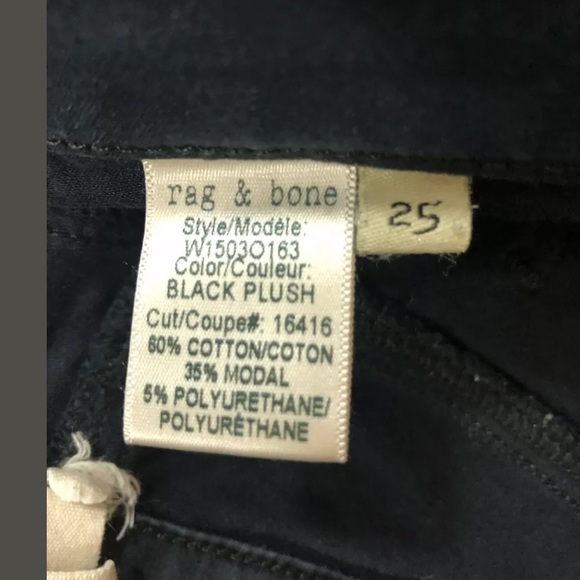 rag & bone
Style/Modèle:
W1503O163
Color/Couleur:
BLACK PLUSH
Cut/Coupe#: 16416
60% COTTON/COTON
35% MODAL
5% POLYURETHANE/
POLYURÉTHANE
25